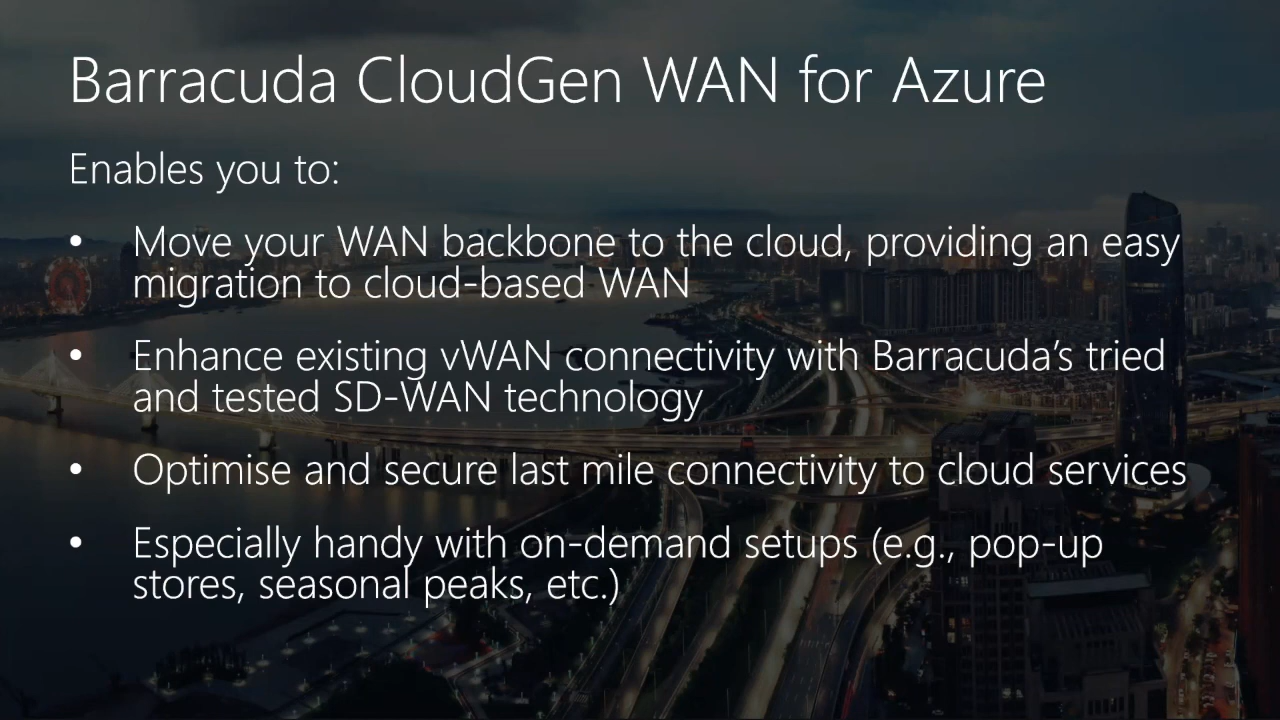 Barracuda CloudGen WAN for Azure
Enables you to:
• Move your WAN backbone to the cloud, providing an easy
migration to cloud-based WAN
• Enhance existing vWAN connectivity with Barracuda’s tried
and tested SD-WAN technology
• Optimise and secure last mile connectivity to cloud services
• Especially handy with on-demand setups (e.g., pop-up
stores, seasonal peaks, etc.)